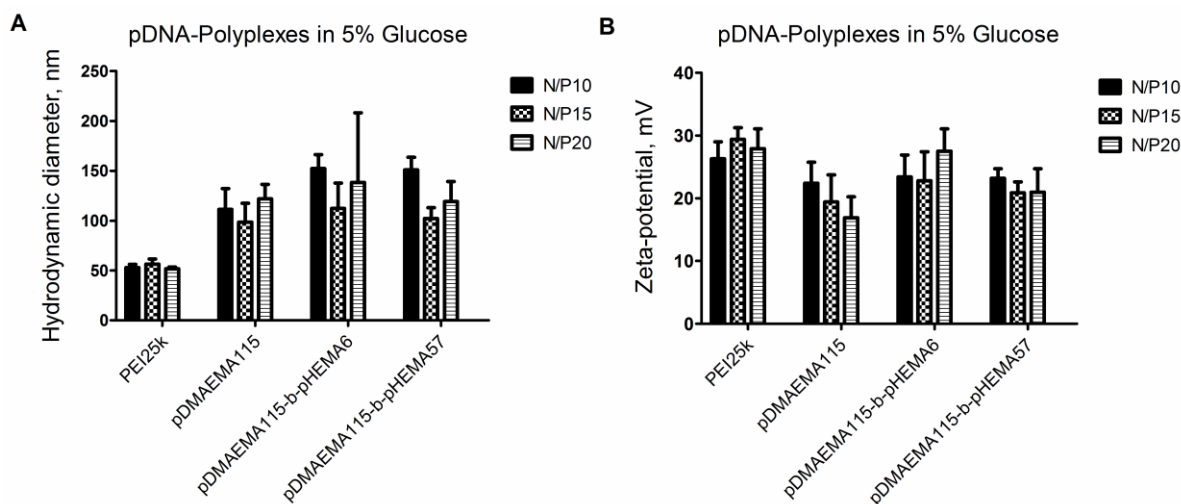 A
pDNA-Polyplexes in 5% Glucose
Hydrodynamic diameter, nm
250
200
150
100
50
0
PEI25k
pDMAEMA115
pDMAEMA115-b-pHEMA6
pDMAEMA115-b-pHEMA57
N/P10
N/P15
N/P20
B
pDNA-Polyplexes in 5% Glucose
Zeta-potential, mV
40
30
20
10
0
PEI25k
pDMAEMA115
pDMAEMA115-b-pHEMA6
pDMAEMA115-b-pHEMA57
N/P10
N/P15
N/P20